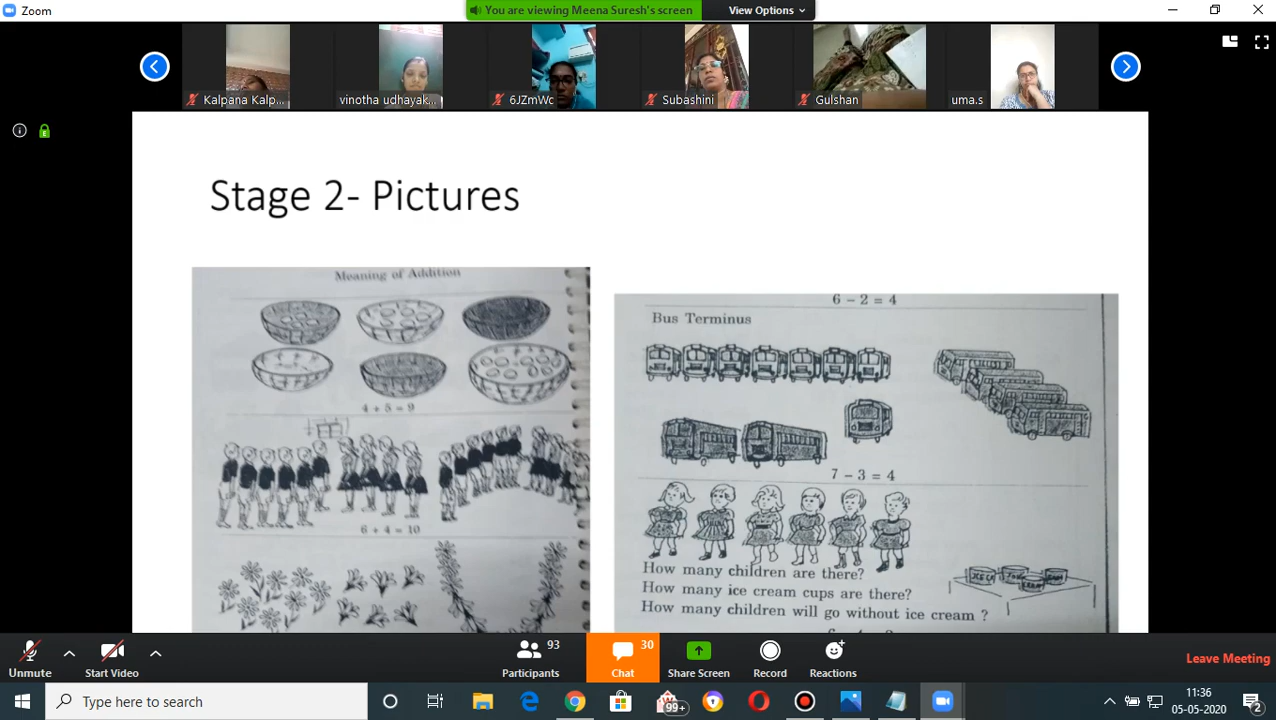 Zoom
You are viewing Meena Suresh's screen
View Options
Kalpana Kalp...
vinotha udhayak...
6JZmWc
Subashini
Gulshan
uma.s
Stage 2- Pictures
Meaning of Addition
4 + 5 = 9
6 + 4 = 10
6 - 2 = 4
Bus Terminus
7 - 3 = 4
How many children are there?
How many ice cream cups are there?
How many children will go without ice cream ?
Unmute
Start Video
Participants
93
Chat
30
Share Screen
Record
Reactions
Leave Meeting
Type here to search
99+
11:36
05-05-2020
2